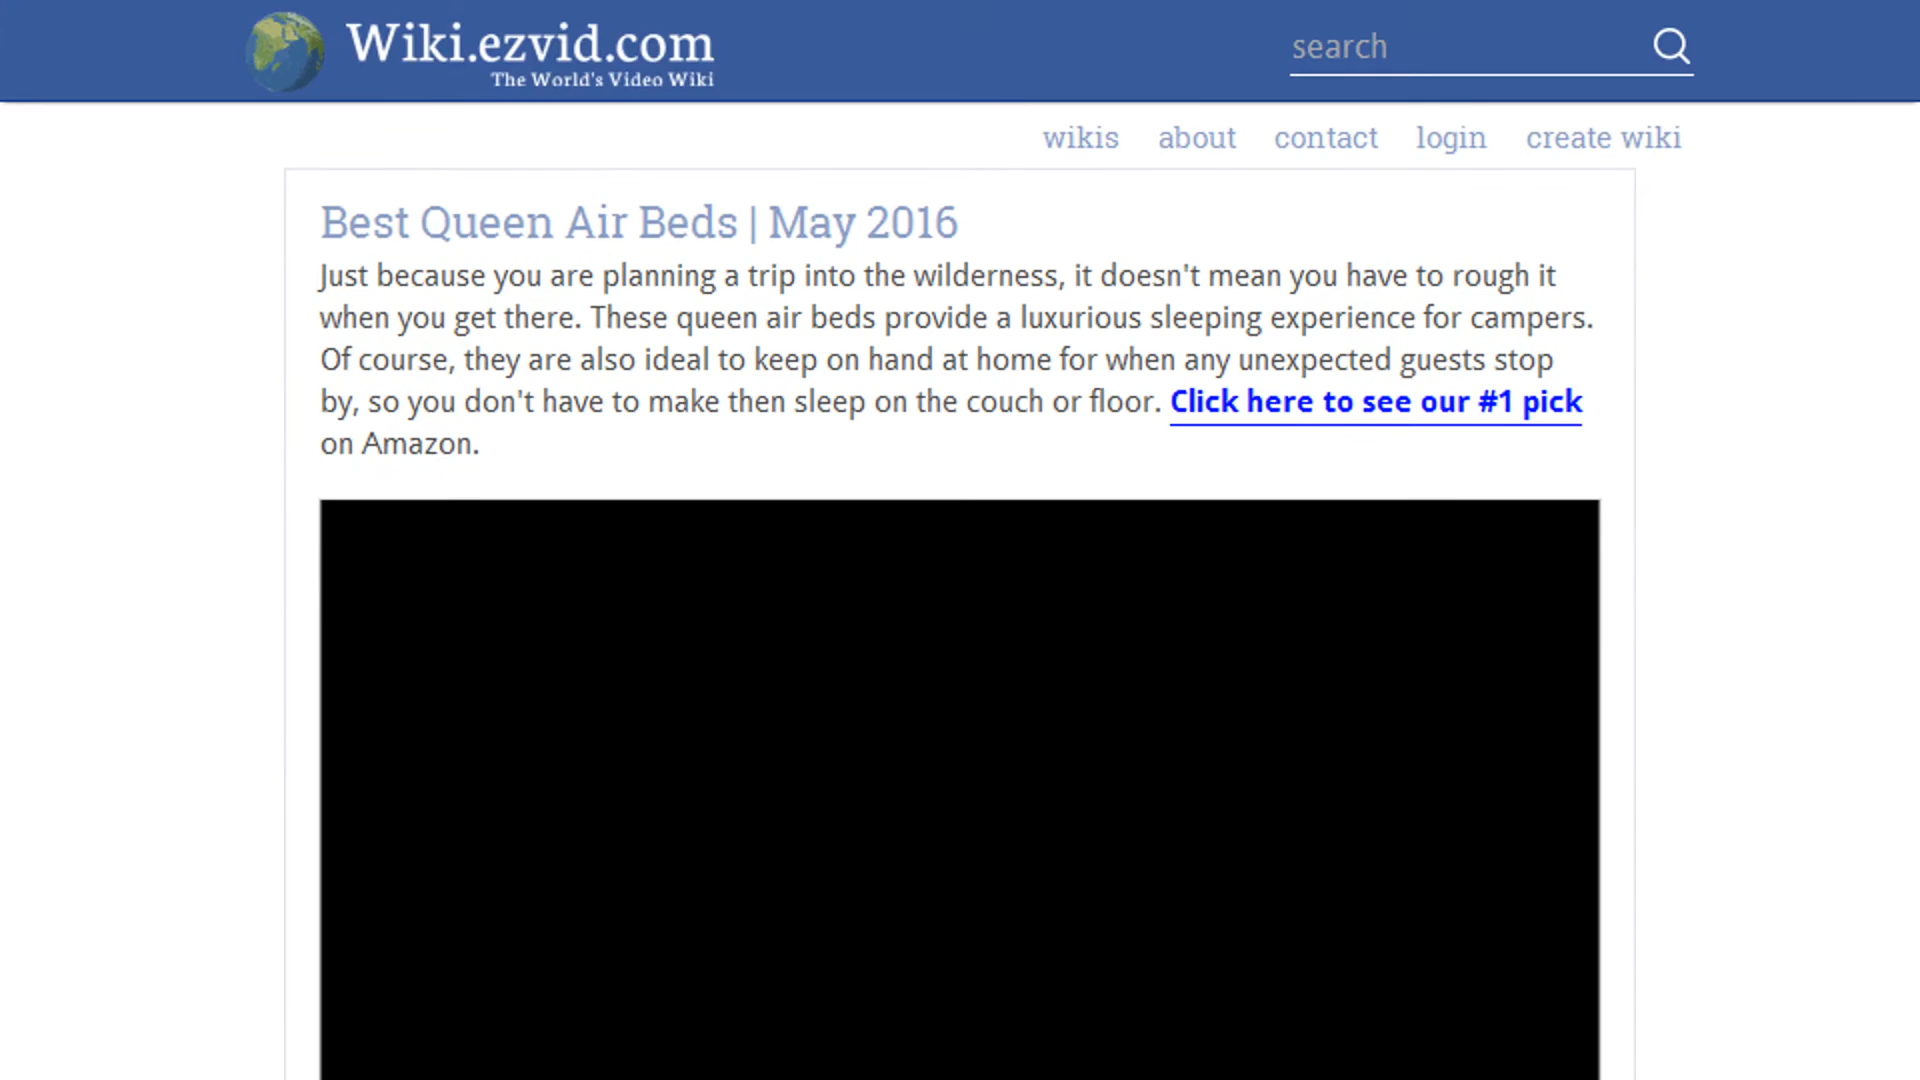 Wiki.ezvid.com
The World's Video Wiki
search
wikis about contact login create wiki
Best Queen Air Beds | May 2016
Just because you are planning a trip into the wilderness, it doesn't mean you have to rough it
when you get there. These queen air beds provide a luxurious sleeping experience for campers.
Of course, they are also ideal to keep on hand at home for when any unexpected guests stop
by, so you don't have to make then sleep on the couch or floor. Click here to see our #1 pick
on Amazon.